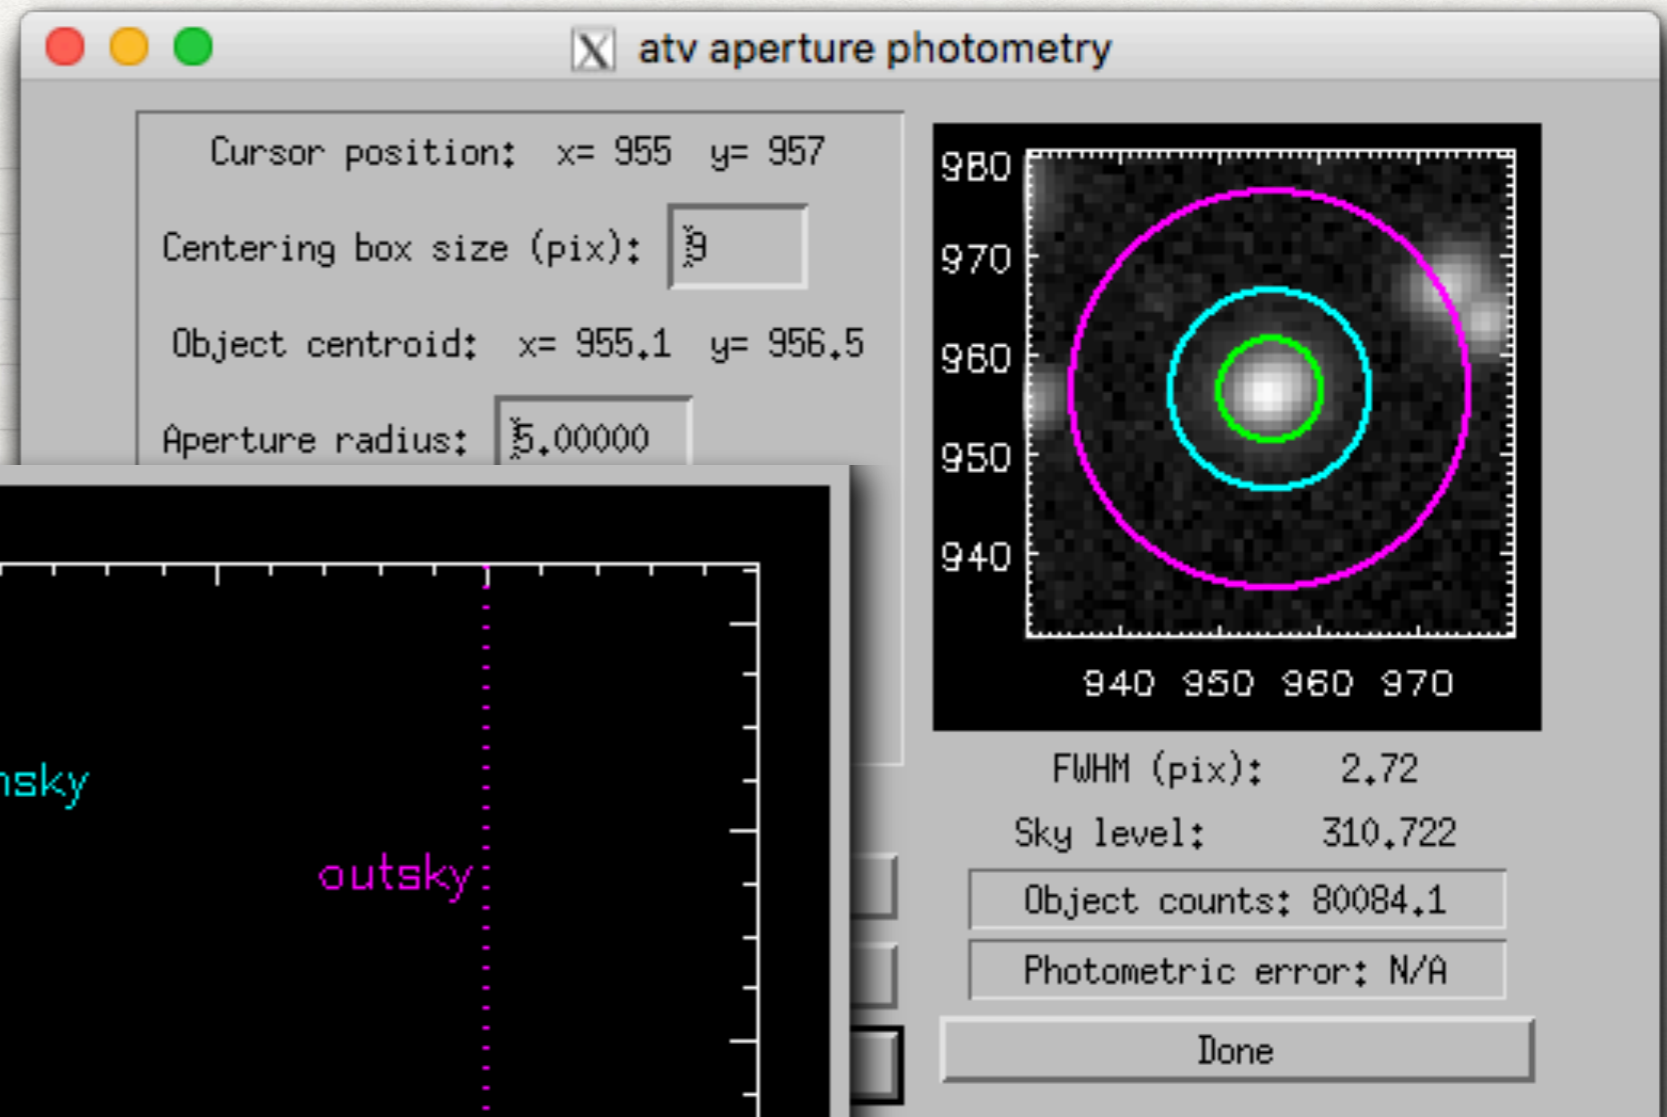 atv aperture photometry
Cursor position: x= 955 y= 957
Centering box size (pix): 9
Object centroid: x= 955.1 y= 956.5
Aperture radius: 5.00000
980
970
960
950
940
940 950 960 970
FWHM (pix): 2.72
Sky level: 310.722
Object counts: 80084.1
Photometric error: N/A
Done
nsky
outsky